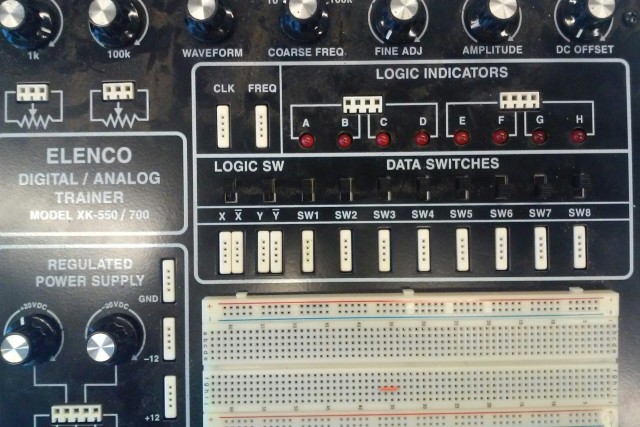 1k
100k
WAVEFORM
COARSE FREQ.
FINE ADJ
AMPLITUDE
DC OFFSET
LOGIC INDICATORS
CLK FREQ
A B C D E F G H
ELENCO
DIGITAL / ANALOG
TRAINER
MODEL XK-550 / 700
LOGIC SW
DATA SWITCHES
X X̅ Y Y̅ SW1 SW2 SW3 SW4 SW5 SW6 SW7 SW8
REGULATED
POWER SUPPLY
GND
+20VDC
-20VDC
-12
+12